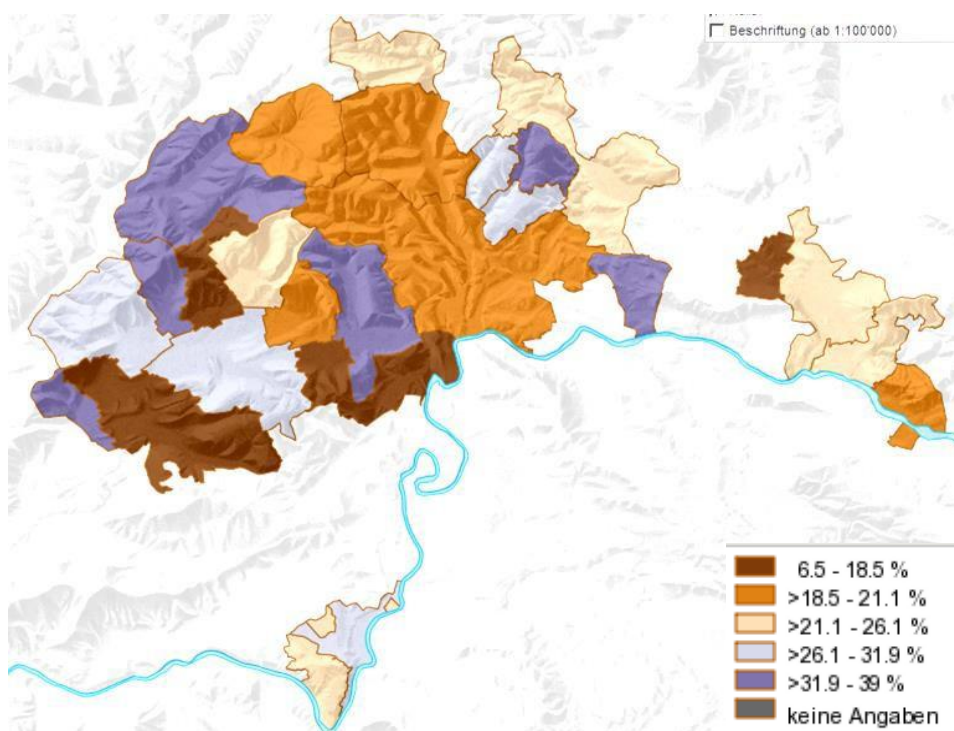 Beschriftung (ab 1:100'000)
6.5 - 18.5 %
>18.5 - 21.1 %
>21.1 - 26.1 %
>26.1 - 31.9 %
>31.9 - 39 %
keine Angaben